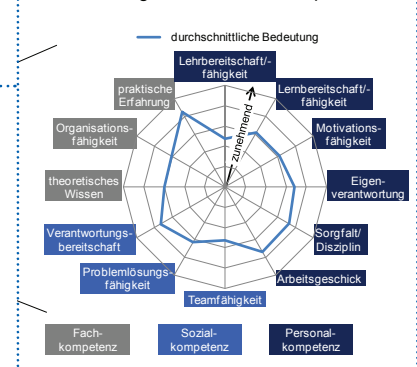 durchschnittliche Bedeutung
Lehrbereitschaft/-
fähigkeit
praktische
Erfahrung
Lernbereitschaft/-
fähigkeit
zunehmend
Organisations-
fähigkeit
Motivations-
fähigkeit
theoretisches
Wissen
Eigen-
verantwortung
Verantwortungs-
bereitschaft
Sorgfalt/
Disziplin
Problemlösungs-
fähigkeit
Arbeitsgeschick
Teamfähigkeit
Fach-
kompetenz
Sozial-
kompetenz
Personal-
kompetenz